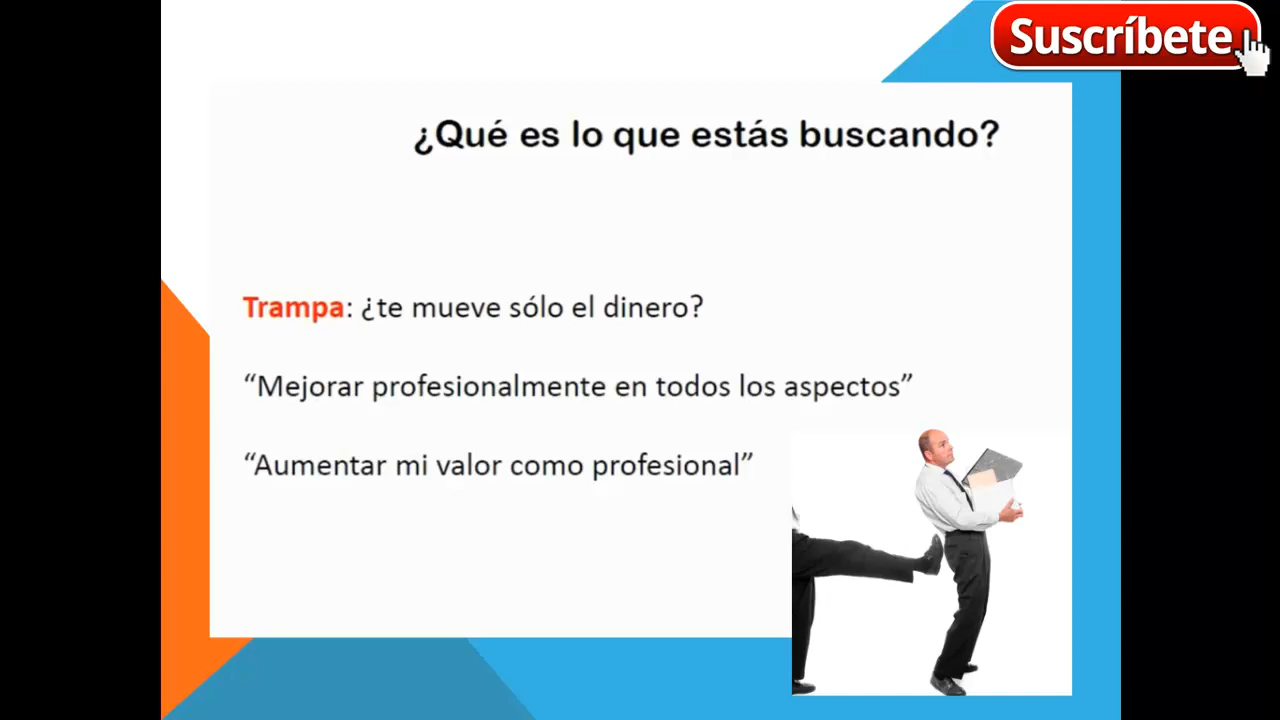 Suscríbete
¿Qué es lo que estás buscando?
Trampa: ¿te mueve sólo el dinero?
“Mejorar profesionalmente en todos los aspectos”
“Aumentar mi valor como profesional”